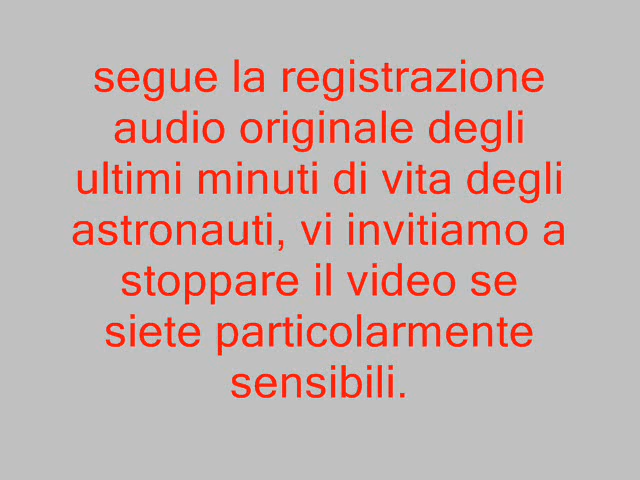 segue la registrazione
audio originale degli
ultimi minuti di vita degli
astronauti, vi invitiamo a
stoppare il video se
siete particolarmente
sensibili.